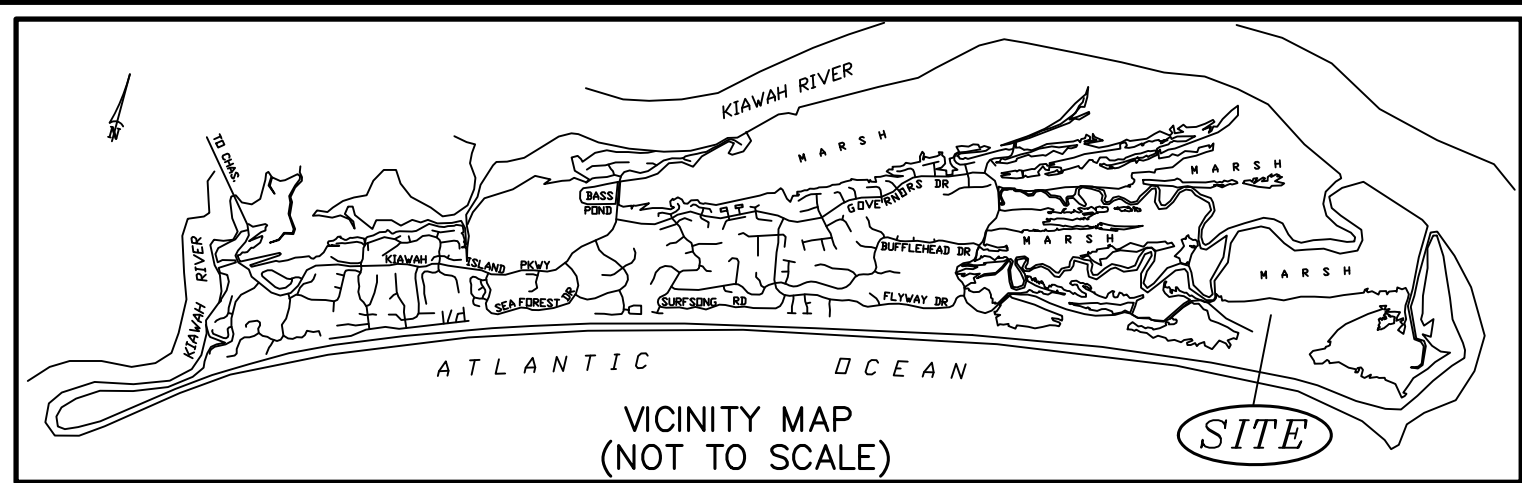 KIAWAH RIVER
N
TO CHAS.
MARSH
MARSH
BASS
POND
GOVERNORS DR
KIAWAH RIVER
KIAWAH ISLAND PKWY
BUFFLEHEAD DR
MARSH
MARSH
SEA FOREST DR
SURFSONG RD
FLYWAY DR
ATLANTIC OCEAN
VICINITY MAP
(NOT TO SCALE)
SITE